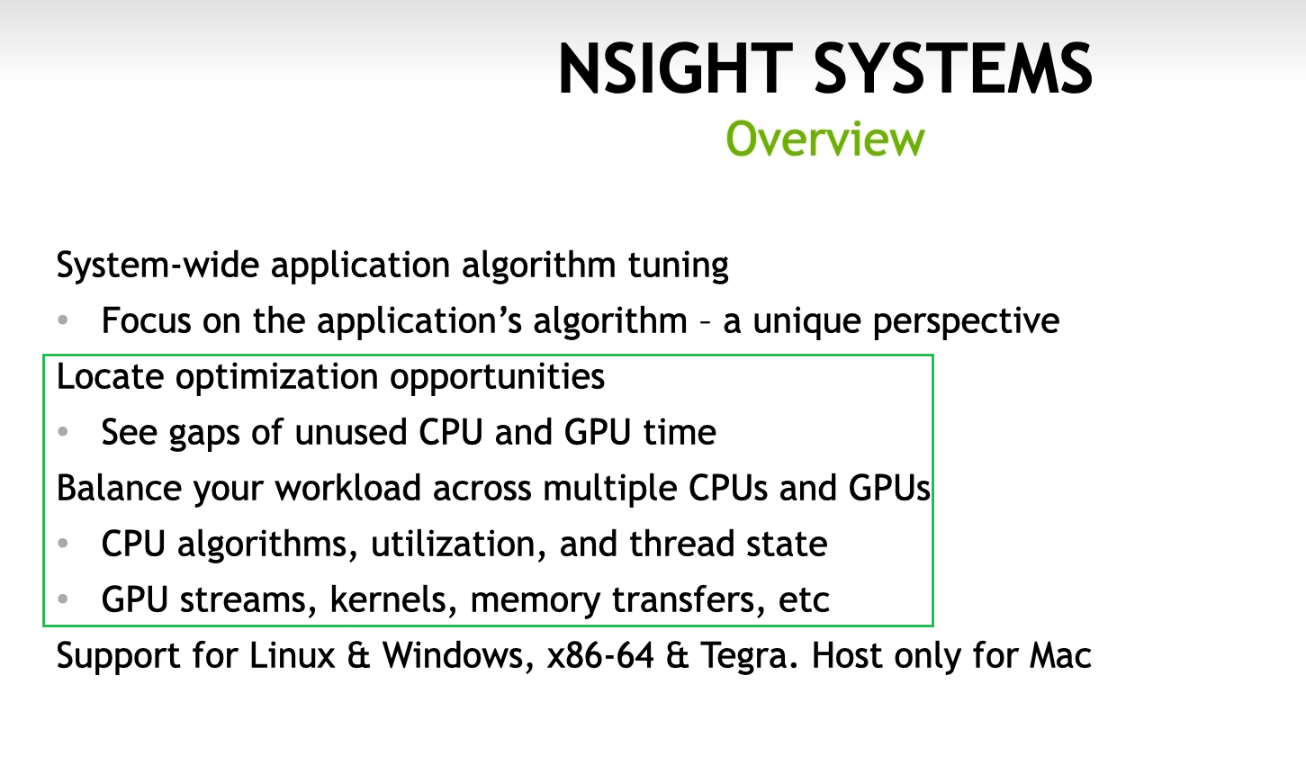 NSIGHT SYSTEMS
Overview
System-wide application algorithm tuning
• Focus on the application’s algorithm – a unique perspective
Locate optimization opportunities
• See gaps of unused CPU and GPU time
Balance your workload across multiple CPUs and GPUs
• CPU algorithms, utilization, and thread state
• GPU streams, kernels, memory transfers, etc
Support for Linux & Windows, x86-64 & Tegra. Host only for Mac